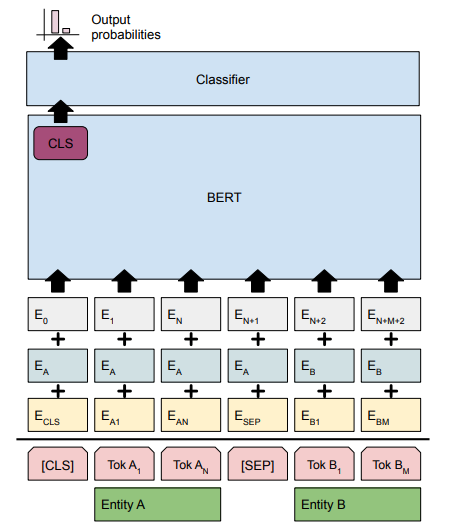 Output
probabilities
Classifier
CLS
BERT
E0 E1 EN EN+1 EN+2 EN+M+2
+ + + + + +
EA EA EA EA EB EB
+ + + + + +
ECLS EA1 EAN ESEP EB1 EBM
[CLS] Tok A1 Tok AN [SEP] Tok B1 Tok BM
Entity A Entity B